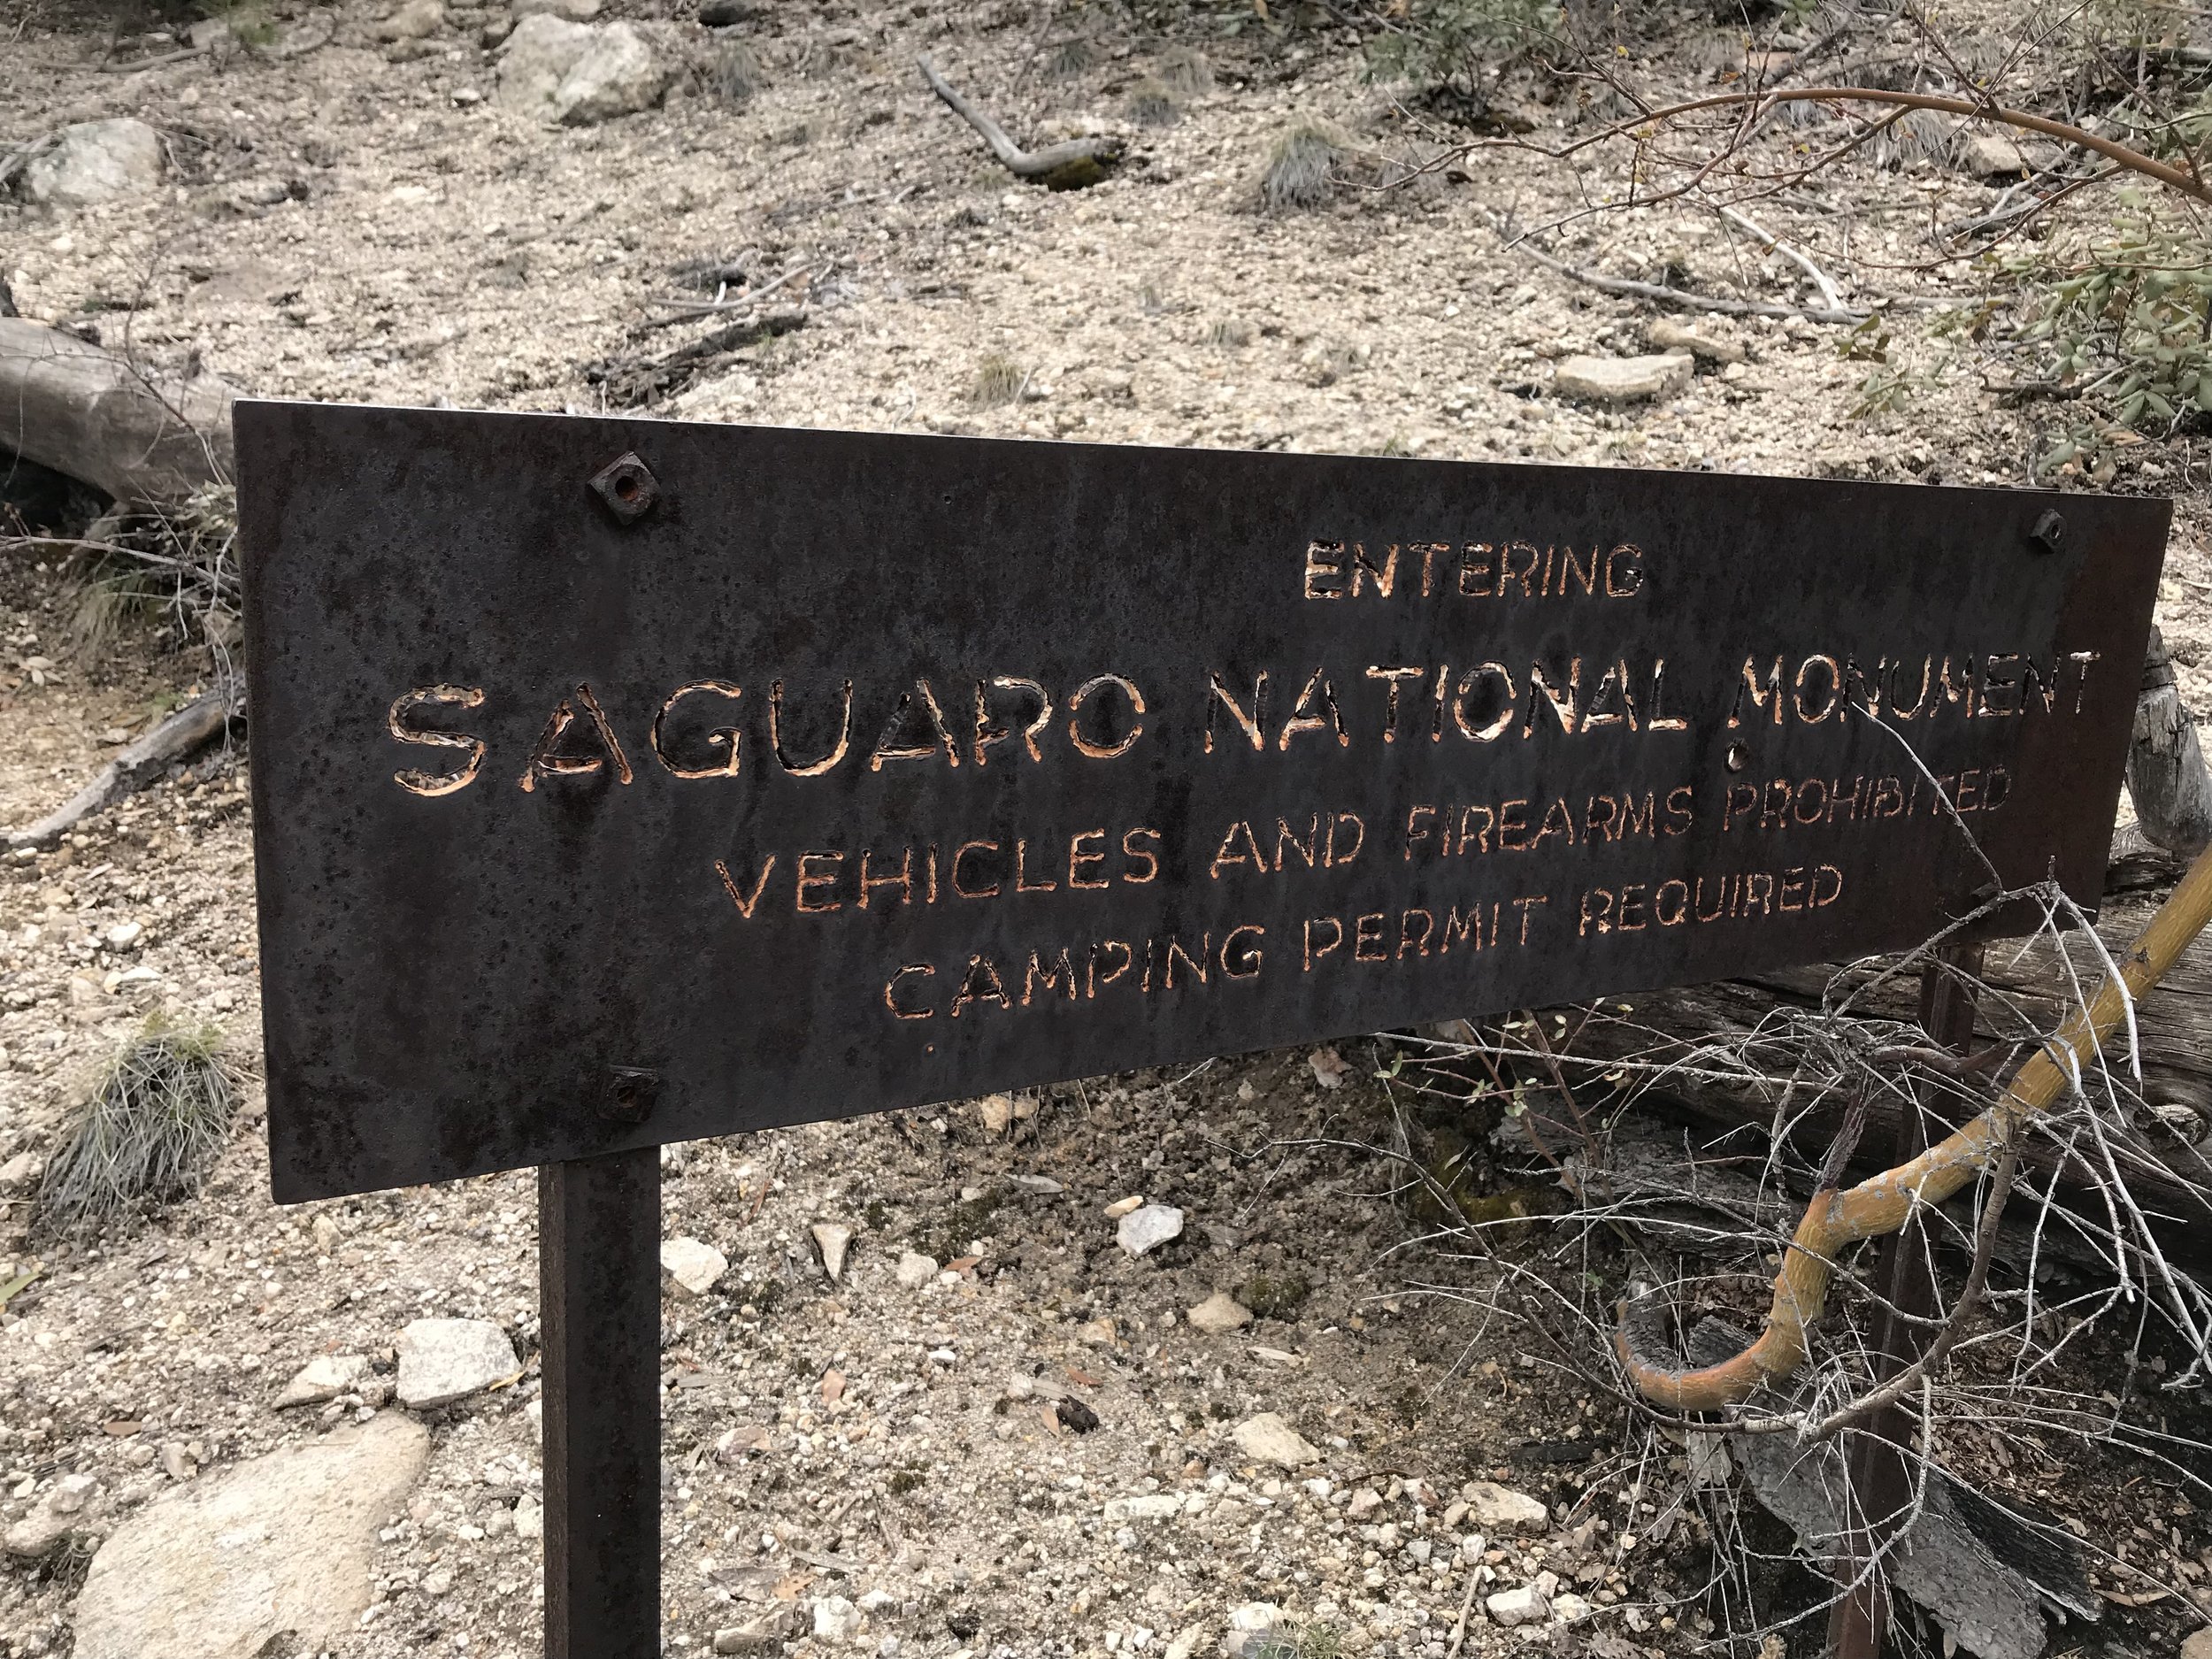 ENTERING
SAGUARO NATIONAL MONUMENT
VEHICLES AND FIREARMS PROHIBITED
CAMPING PERMIT REQUIRED